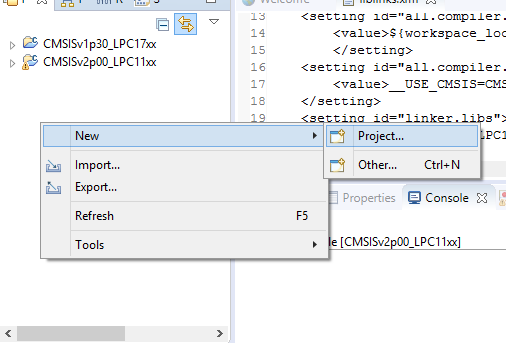 Welcome
liblinks.xml
CMSISv1p30_LPC17xx
CMSISv2p00_LPC11xx
13 <setting id="all.compiler.
14 <value>${workspace_loc
15 </setting>
16 <setting id="all.compiler.
17 <value>__USE_CMSIS=CMS
18 </setting>
19 <setting id="linker.libs">
New
Project...
Import...
Other... Ctrl+N
Export...
Properties
Console
Refresh F5
Tools
[CMSISv2p00_LPC11xx]